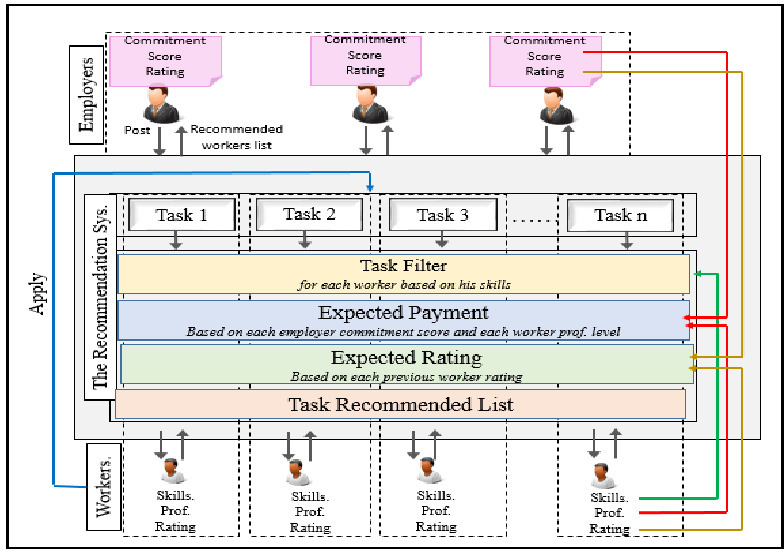 Commitment
Score
Rating
Commitment
Score
Rating
Commitment
Score
Rating
Employers
Post
Recommended
workers list
Apply
The Recommendation Sys.
Task 1
Task 2
Task 3
......
Task n
Task Filter
for each worker based on his skills
Expected Payment
Based on each employer commitment score and each worker prof. level
Expected Rating
Based on each previous worker rating
Task Recommended List
Workers.
Skills.
Prof.
Rating
Skills.
Prof.
Rating
Skills.
Prof.
Rating
Skills.
Prof.
Rating